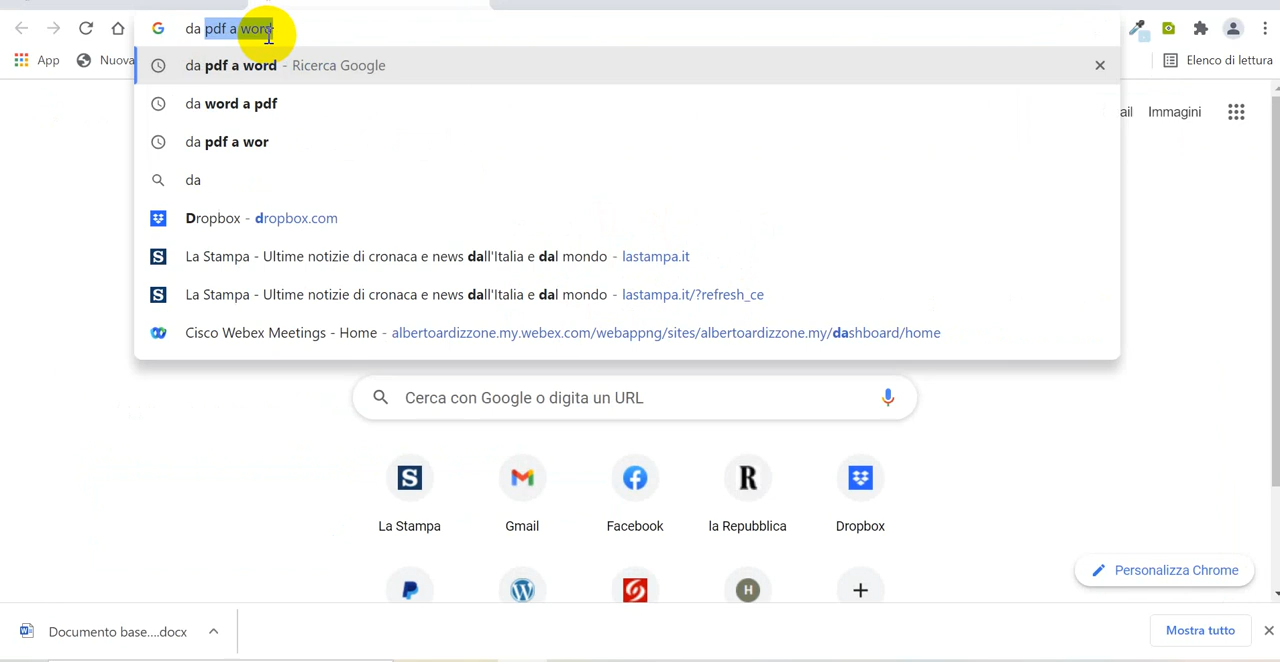 da pdf a word
App
Nuova
Elenco di lettura
da pdf a word - Ricerca Google
da word a pdf
ail
Immagini
da pdf a wor
da
Dropbox - dropbox.com
La Stampa - Ultime notizie di cronaca e news dall'Italia e dal mondo - lastampa.it
La Stampa - Ultime notizie di cronaca e news dall'Italia e dal mondo - lastampa.it/?refresh_ce
Cisco Webex Meetings - Home - albertoardizzone.my.webex.com/webappng/sites/albertoardizzone.my/dashboard/home
Cerca con Google o digita un URL
La Stampa
Gmail
Facebook
la Repubblica
Dropbox
Personalizza Chrome
Documento base....docx
Mostra tutto